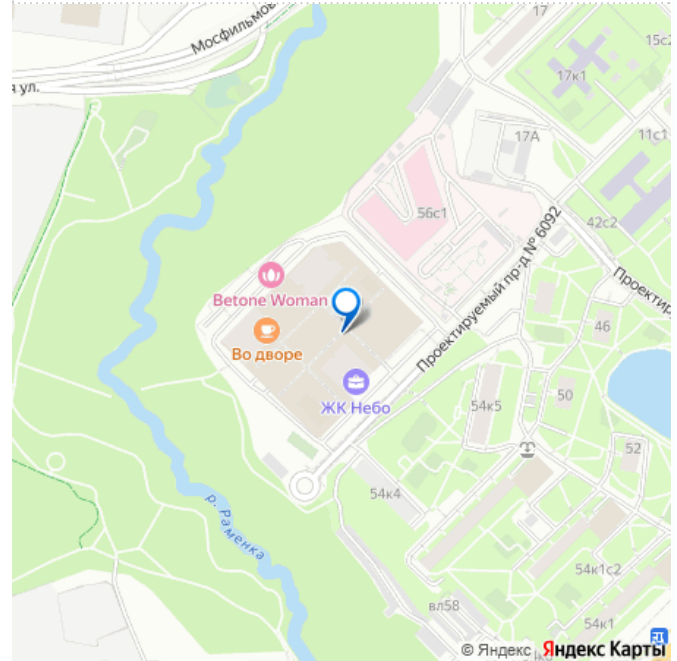 Мосфильмов
я ул.
17
15с2
17к1
17А
11с1
56с1
42с2
Проектируемый пр-д № 6092
Проектир
Betone Woman
Во дворе
46
ЖК Небо
50
54к5
52
54к4
р. Раменка
54к1с2
вл58
54к1
© Яндекс Яндекс Карты